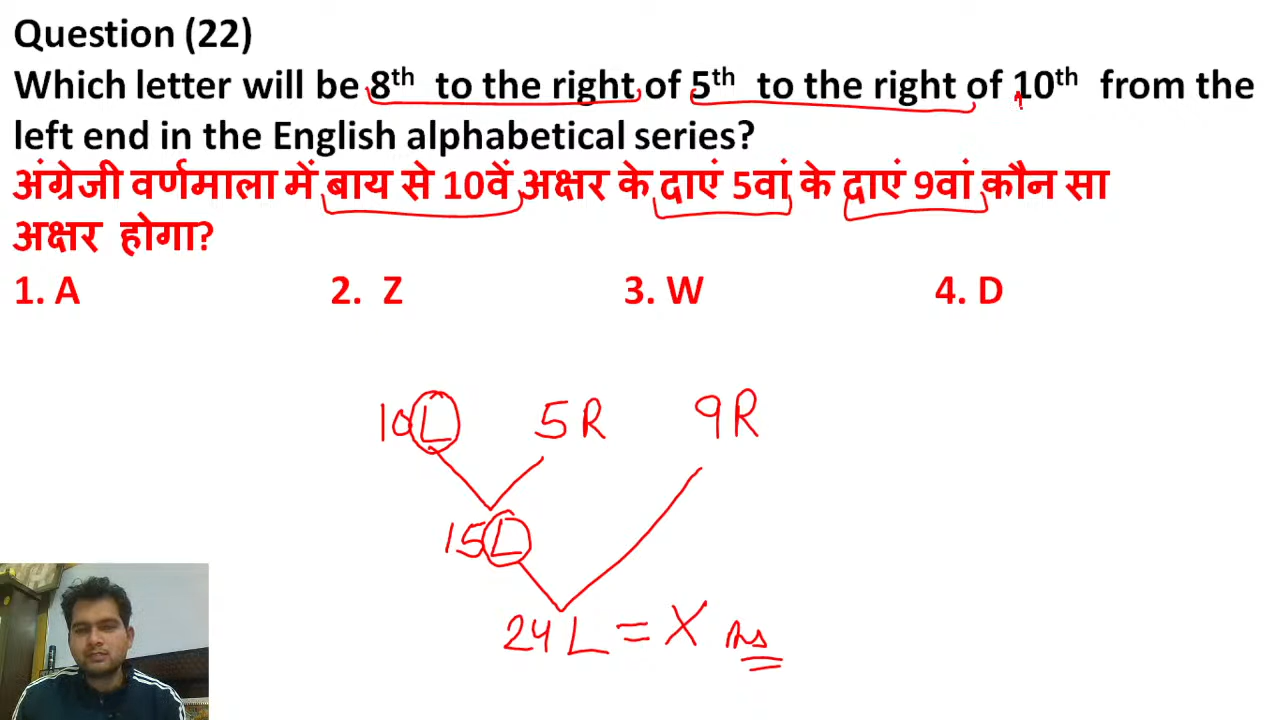 Question (22)
Which letter will be 8th to the right of 5th to the right of 10th from the
left end in the English alphabetical series?
अंग्रेजी वर्णमाला में बाय से 10वें अक्षर के दाएं 5वां के दाएं 9वां कौन सा
अक्षर होगा?
1. A 2. Z 3. W 4. D
10L 5R 9R
15L
24L = X Ans